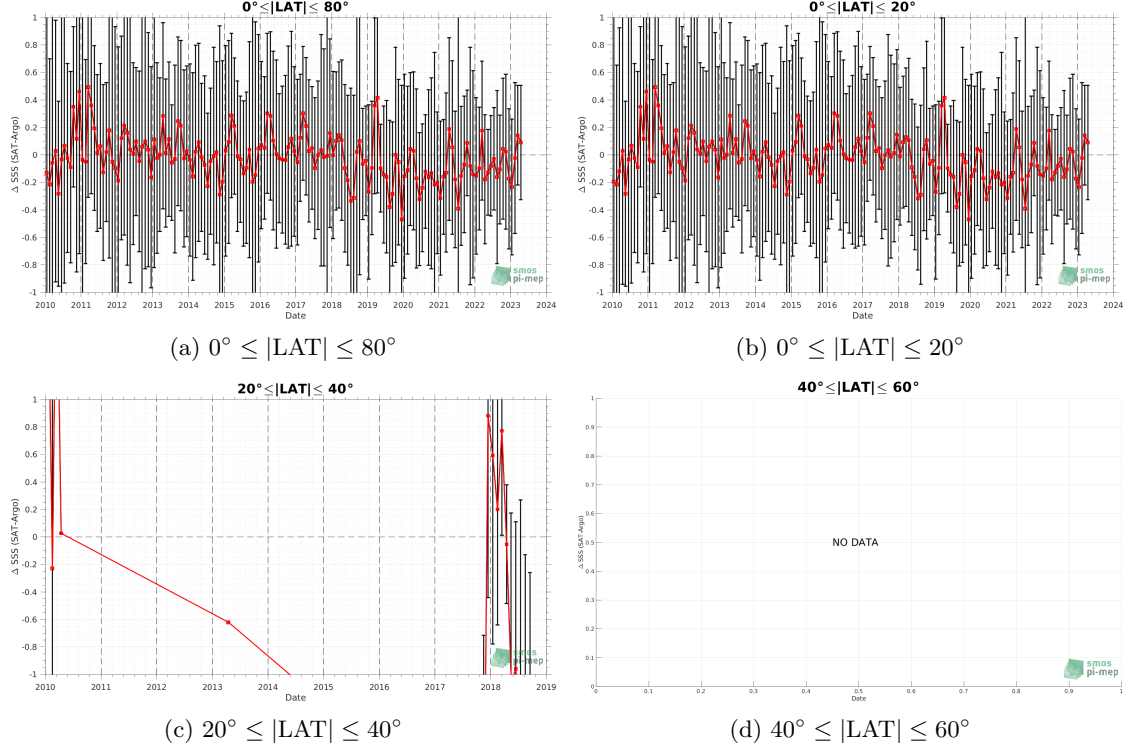 0°≤|LAT|≤ 80°
Δ SSS (SAT-Argo)
1
0.8
0.6
0.4
0.2
0
-0.2
-0.4
-0.6
-0.8
-1
2010 2011 2012 2013 2014 2015 2016 2017 2018 2019 2020 2021 2022 2023 2024
Date
smos
pi-mep
(a) 0° ≤ |LAT| ≤ 80°
0°≤|LAT|≤ 20°
Δ SSS (SAT-Argo)
1
0.8
0.6
0.4
0.2
0
-0.2
-0.4
-0.6
-0.8
-1
2010 2011 2012 2013 2014 2015 2016 2017 2018 2019 2020 2021 2022 2023 2024
Date
smos
pi-mep
(b) 0° ≤ |LAT| ≤ 20°
20°≤|LAT|≤ 40°
Δ SSS (SAT-Argo)
1
0.8
0.6
0.4
0.2
0
-0.2
-0.4
-0.6
-0.8
-1
2010 2011 2012 2013 2014 2015 2016 2017 2018 2019
Date
smos
pi-mep
(c) 20° ≤ |LAT| ≤ 40°
40°≤|LAT|≤ 60°
Δ SSS (SAT-Argo)
1
0.9
0.8
0.7
0.6
0.5
0.4
0.3
0.2
0.1
0
NO DATA
0 0.1 0.2 0.3 0.4 0.5 0.6 0.7 0.8 0.9 1
Date
smos
pi-mep
(d) 40° ≤ |LAT| ≤ 60°